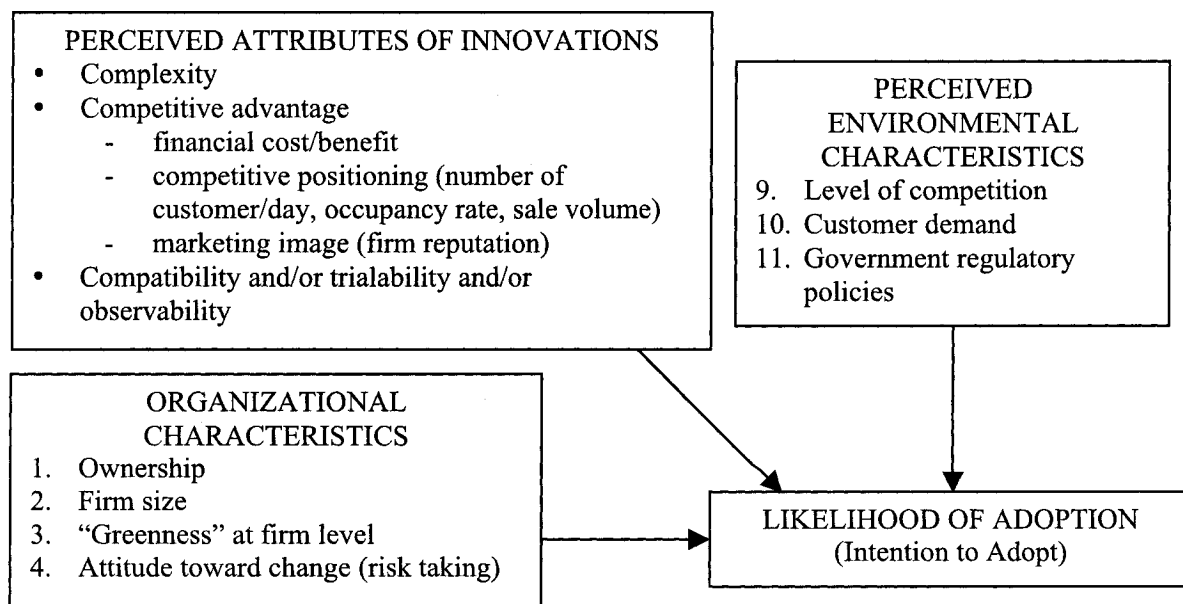 PERCEIVED ATTRIBUTES OF INNOVATIONS
• Complexity
• Competitive advantage
- financial cost/benefit
- competitive positioning (number of
customer/day, occupancy rate, sale volume)
- marketing image (firm reputation)
• Compatibility and/or trialability and/or
observability
PERCEIVED
ENVIRONMENTAL
CHARACTERISTICS
9. Level of competition
10. Customer demand
11. Government regulatory
policies
ORGANIZATIONAL
CHARACTERISTICS
1. Ownership
2. Firm size
3. “Greenness” at firm level
4. Attitude toward change (risk taking)
LIKELIHOOD OF ADOPTION
(Intention to Adopt)